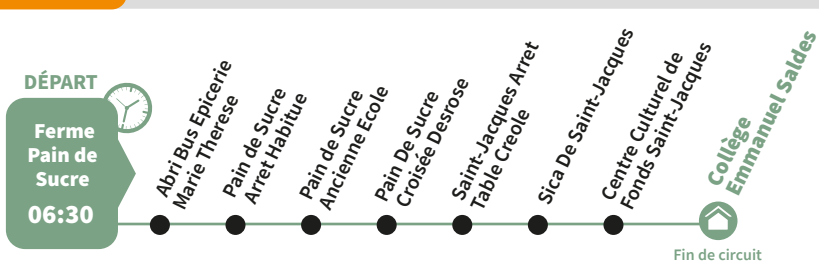 DÉPART
Ferme
Pain de
Sucre
06:30
Abri Bus Epicerie
Marie Therese
Pain de Sucre
Arret Habitue
Pain de Sucre
Ancienne Ecole
Pain De Sucre
Croisée Desrose
Saint-Jacques Arret
Table Creole
Sica De Saint-Jacques
Centre Culturel de
Fonds Saint-Jacques
Collège
Emmanuel Saldes
Fin de circuit